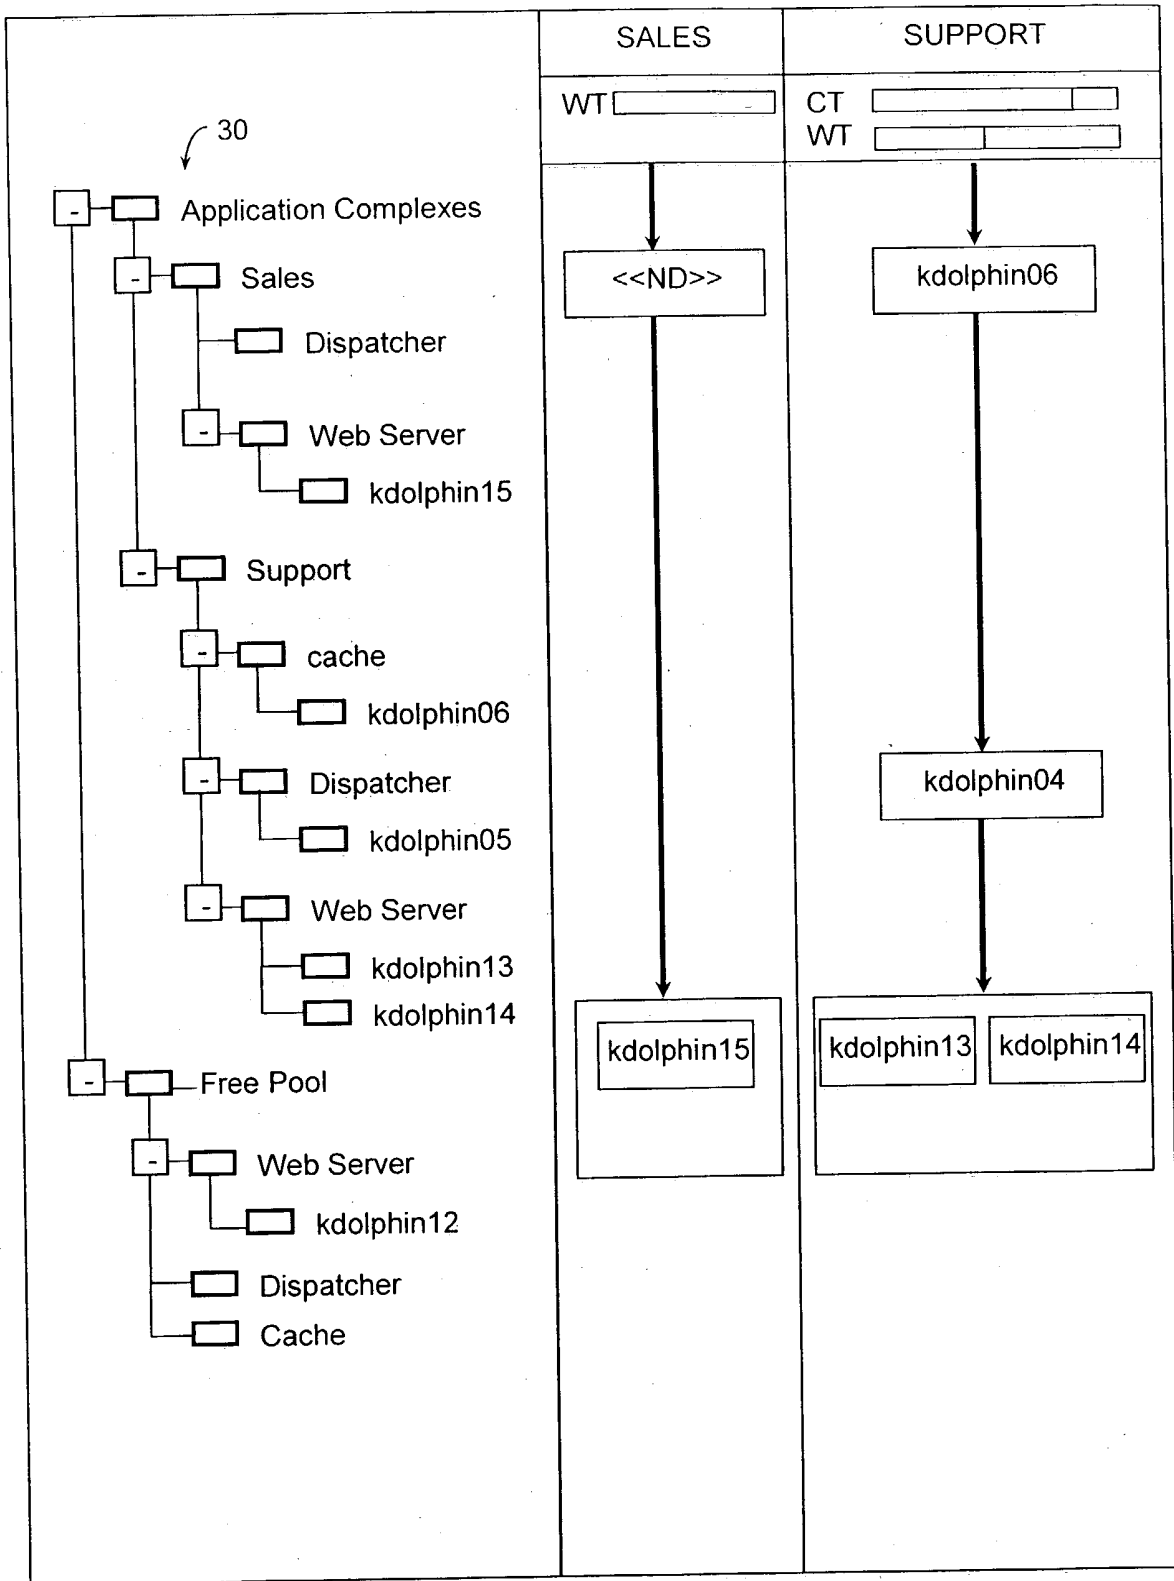 SALES
SUPPORT
WT
CT
WT
30
- Application Complexes
- Sales
Dispatcher
- Web Server
kdolphin15
- Support
- cache
kdolphin06
- Dispatcher
kdolphin05
- Web Server
kdolphin13
kdolphin14
- Free Pool
- Web Server
kdolphin12
Dispatcher
Cache
<<ND>>
kdolphin15
kdolphin06
kdolphin04
kdolphin13 kdolphin14